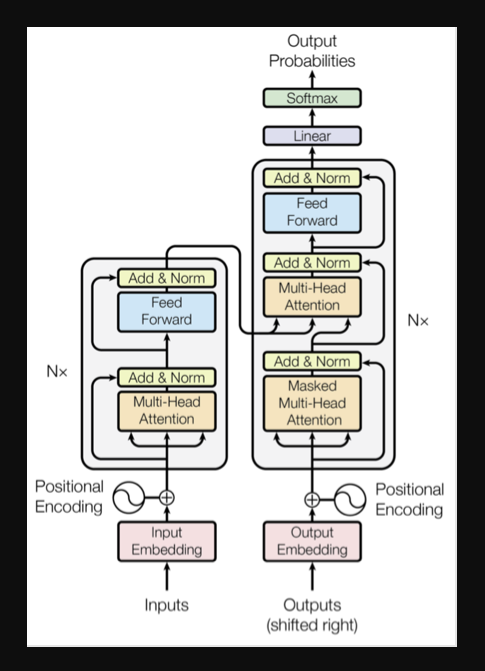 Output
Probabilities
Softmax
Linear
Add & Norm
Feed
Forward
Add & Norm
Multi-Head
Attention
Add & Norm
Masked
Multi-Head
Attention
Nx
Add & Norm
Feed
Forward
Add & Norm
Multi-Head
Attention
Nx
Positional
Encoding
Positional
Encoding
Input
Embedding
Output
Embedding
Inputs
Outputs
(shifted right)